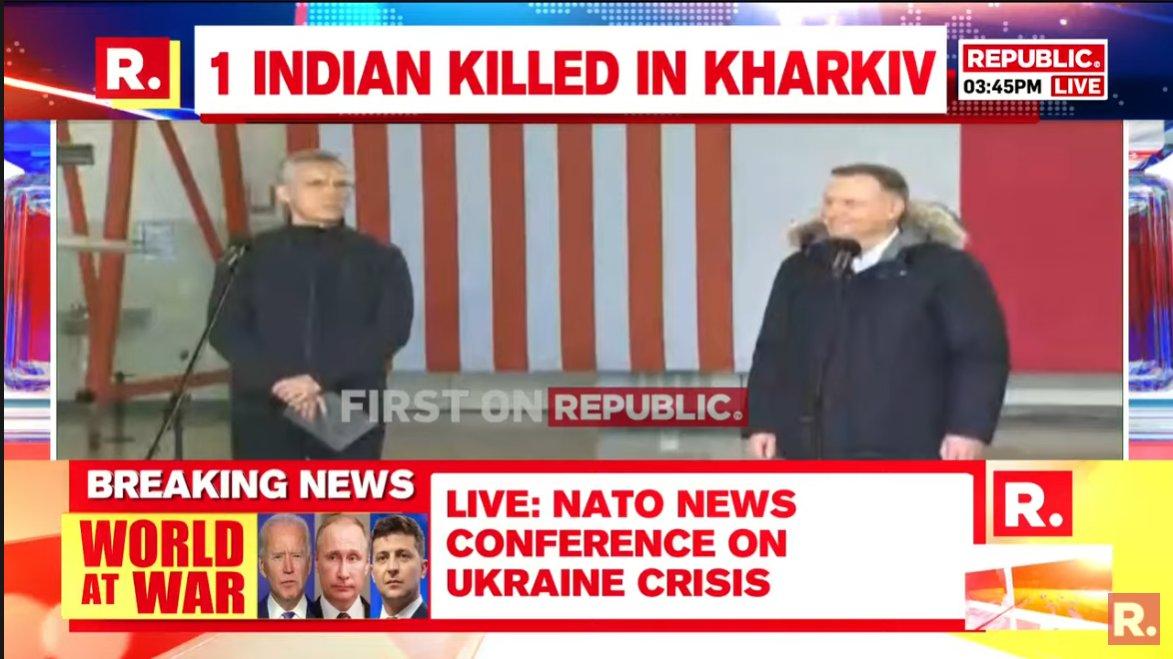 R.
1 INDIAN KILLED IN KHARKIV
REPUBLIC.
03:45PM LIVE
FIRST ON REPUBLIC.
BREAKING NEWS
WORLD
AT WAR
LIVE: NATO NEWS
CONFERENCE ON
UKRAINE CRISIS
R.
R.